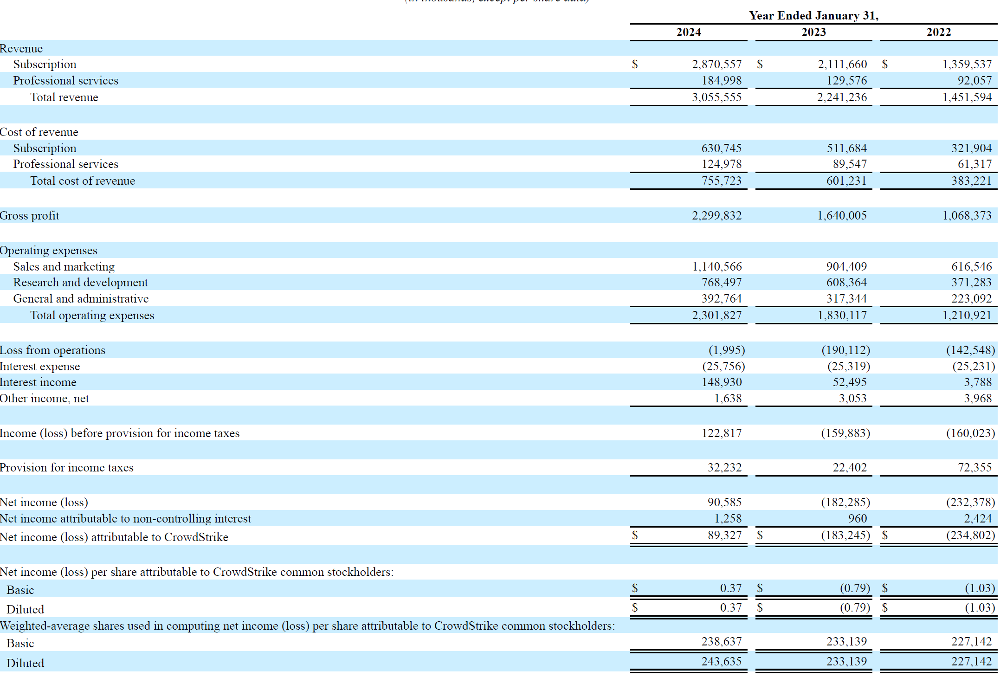 (in thousands, except per share data)
Year Ended January 31,
2024 2023 2022
Revenue
Subscription $ 2,870,557 $ 2,111,660 $ 1,359,537
Professional services 184,998 129,576 92,057
Total revenue 3,055,555 2,241,236 1,451,594
Cost of revenue
Subscription 630,745 511,684 321,904
Professional services 124,978 89,547 61,317
Total cost of revenue 755,723 601,231 383,221
Gross profit 2,299,832 1,640,005 1,068,373
Operating expenses
Sales and marketing 1,140,566 904,409 616,546
Research and development 768,497 608,364 371,283
General and administrative 392,764 317,344 223,092
Total operating expenses 2,301,827 1,830,117 1,210,921
Loss from operations (1,995) (190,112) (142,548)
Interest expense (25,756) (25,319) (25,231)
Interest income 148,930 52,495 3,788
Other income, net 1,638 3,053 3,968
Income (loss) before provision for income taxes 122,817 (159,883) (160,023)
Provision for income taxes 32,232 22,402 72,355
Net income (loss) 90,585 (182,285) (232,378)
Net income attributable to non-controlling interest 1,258 960 2,424
Net income (loss) attributable to CrowdStrike $ 89,327 $ (183,245) $ (234,802)
Net income (loss) per share attributable to CrowdStrike common stockholders:
Basic $ 0.37 $ (0.79) $ (1.03)
Diluted $ 0.37 $ (0.79) $ (1.03)
Weighted-average shares used in computing net income (loss) per share attributable to CrowdStrike common stockholders:
Basic 238,637 233,139 227,142
Diluted 243,635 233,139 227,142